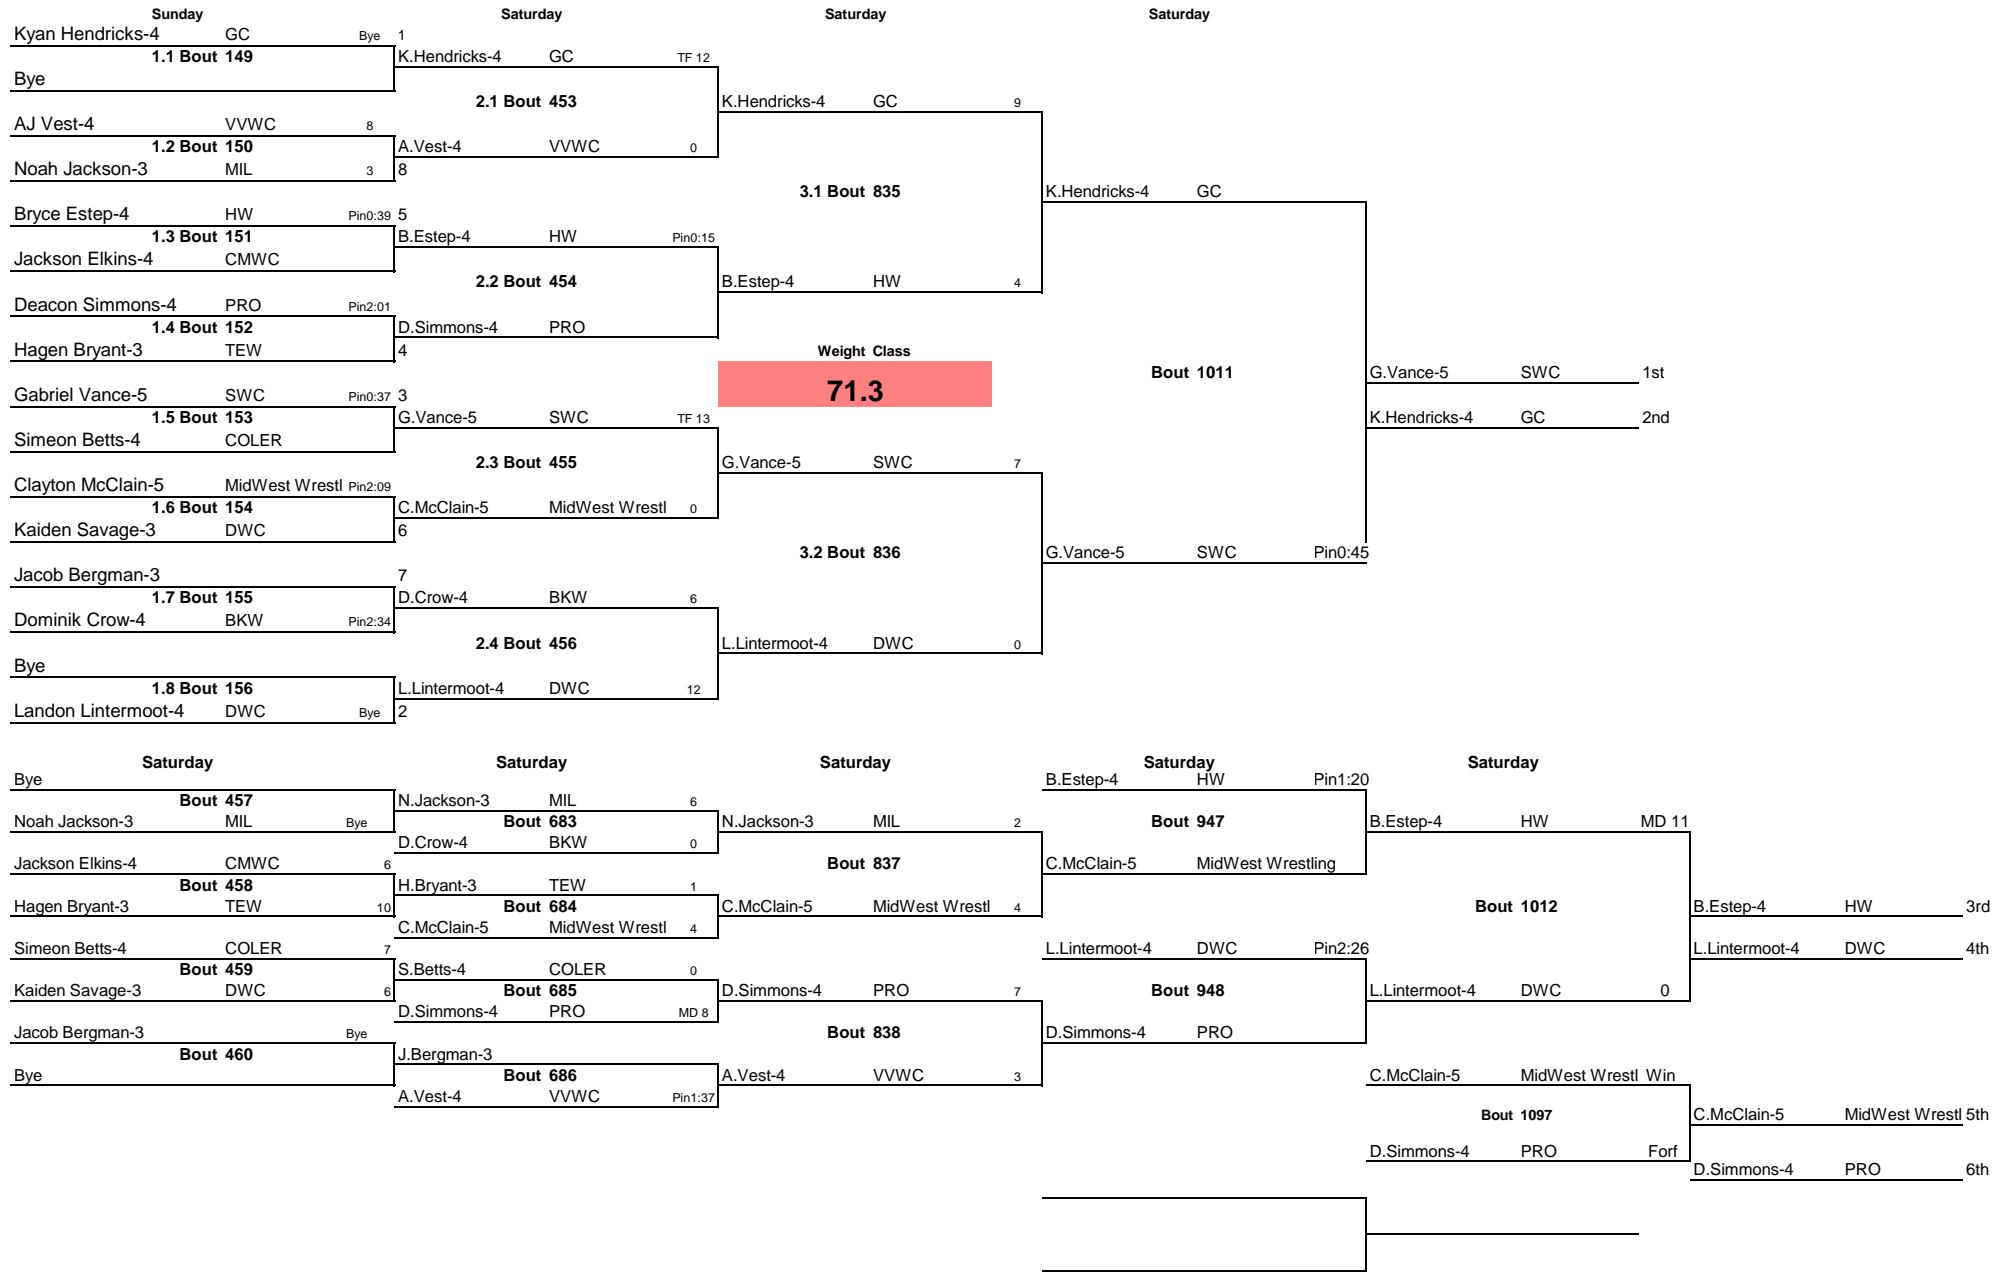 Sunday Saturday Saturday Saturday
Kyan Hendricks-4 GC Bye 1
1.1 Bout 149 K.Hendricks-4 GC TF 12
Bye
2.1 Bout 453 K.Hendricks-4 GC 9
AJ Vest-4 VVWC 8
1.2 Bout 150 A.Vest-4 VVWC 0
Noah Jackson-3 MIL 3 8
3.1 Bout 835 K.Hendricks-4 GC
Bryce Estep-4 HW Pin0:39 5
1.3 Bout 151 B.Estep-4 HW Pin0:15
Jackson Elkins-4 CMWC
2.2 Bout 454 B.Estep-4 HW 4
Deacon Simmons-4 PRO Pin2:01
1.4 Bout 152 D.Simmons-4 PRO
Hagen Bryant-3 TEW 4 Weight Class
Bout 1011 G.Vance-5 SWC 1st
71.3
Gabriel Vance-5 SWC Pin0:37 3
1.5 Bout 153 G.Vance-5 SWC TF 13 K.Hendricks-4 GC 2nd
Simeon Betts-4 COLER
2.3 Bout 455 G.Vance-5 SWC 7
Clayton McClain-5 MidWest Wrestl Pin2:09
1.6 Bout 154 C.McClain-5 MidWest Wrestl 0
Kaiden Savage-3 DWC 6
3.2 Bout 836 G.Vance-5 SWC Pin0:45
Jacob Bergman-3 7
1.7 Bout 155 D.Crow-4 BKW 6
Dominik Crow-4 BKW Pin2:34
2.4 Bout 456 L.Lintermoot-4 DWC 0
Bye
1.8 Bout 156 L.Lintermoot-4 DWC 12
Landon Lintermoot-4 DWC Bye 2
Saturday Saturday Saturday Saturday Saturday
Bye B.Estep-4 HW Pin1:20
Bout 457 N.Jackson-3 MIL 6
Noah Jackson-3 MIL Bye Bout 683 N.Jackson-3 MIL 2 Bout 947 B.Estep-4 HW MD 11
D.Crow-4 BKW 0
Jackson Elkins-4 CMWC 6 Bout 837 C.McClain-5 MidWest Wrestling
Bout 458 H.Bryant-3 TEW 1
Hagen Bryant-3 TEW 10 Bout 684 C.McClain-5 MidWest Wrestl 4 Bout 1012 B.Estep-4 HW 3rd
C.McClain-5 MidWest Wrestl 4
Simeon Betts-4 COLER 7 L.Lintermoot-4 DWC Pin2:26 L.Lintermoot-4 DWC 4th
Bout 459 S.Betts-4 COLER 0
Kaiden Savage-3 DWC 6 Bout 685 D.Simmons-4 PRO 7 Bout 948 L.Lintermoot-4 DWC 0
D.Simmons-4 PRO MD 8
Jacob Bergman-3 Bye Bout 838 D.Simmons-4 PRO
Bout 460 J.Bergman-3
Bye Bout 686 A.Vest-4 VVWC 3 C.McClain-5 MidWest Wrestl Win
A.Vest-4 VVWC Pin1:37
Bout 1097 C.McClain-5 MidWest Wrestl 5th
D.Simmons-4 PRO Forf
D.Simmons-4 PRO 6th